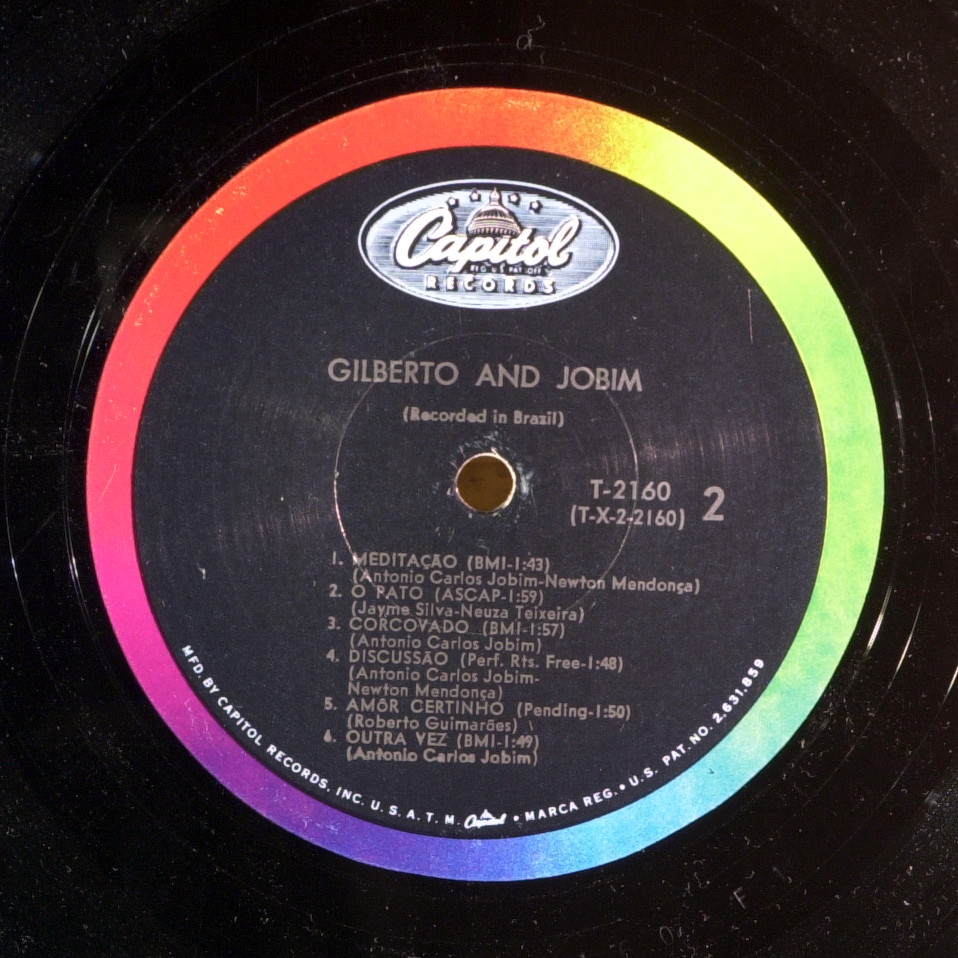 Capitol
REG. U.S. PAT. OFF.
RECORDS
GILBERTO AND JOBIM
(Recorded in Brazil)
T-2160
(T-X-2-2160)
2
1. MEDITAÇÃO (BMI-1:43)
(Antonio Carlos Jobim-Newton Mendonça)
2. O PATO (ASCAP-1:59)
(Jayme Silva-Neuza Teixeira)
3. CORCOVADO (BMI-1:57)
(Antonio Carlos Jobim)
4. DISCUSSÃO (Perf. Rts. Free-1:48)
(Antonio Carlos Jobim-
Newton Mendonça)
5. AMÔR CERTINHO (Pending-1:50)
(Roberto Guimarães)
6. OUTRA VEZ (BMI-1:49)
(Antonio Carlos Jobim)
MFD. BY CAPITOL RECORDS, INC. U. S. A. T. M. Capitol • MARCA REG. • U.S. PAT. NO. 2,631,859